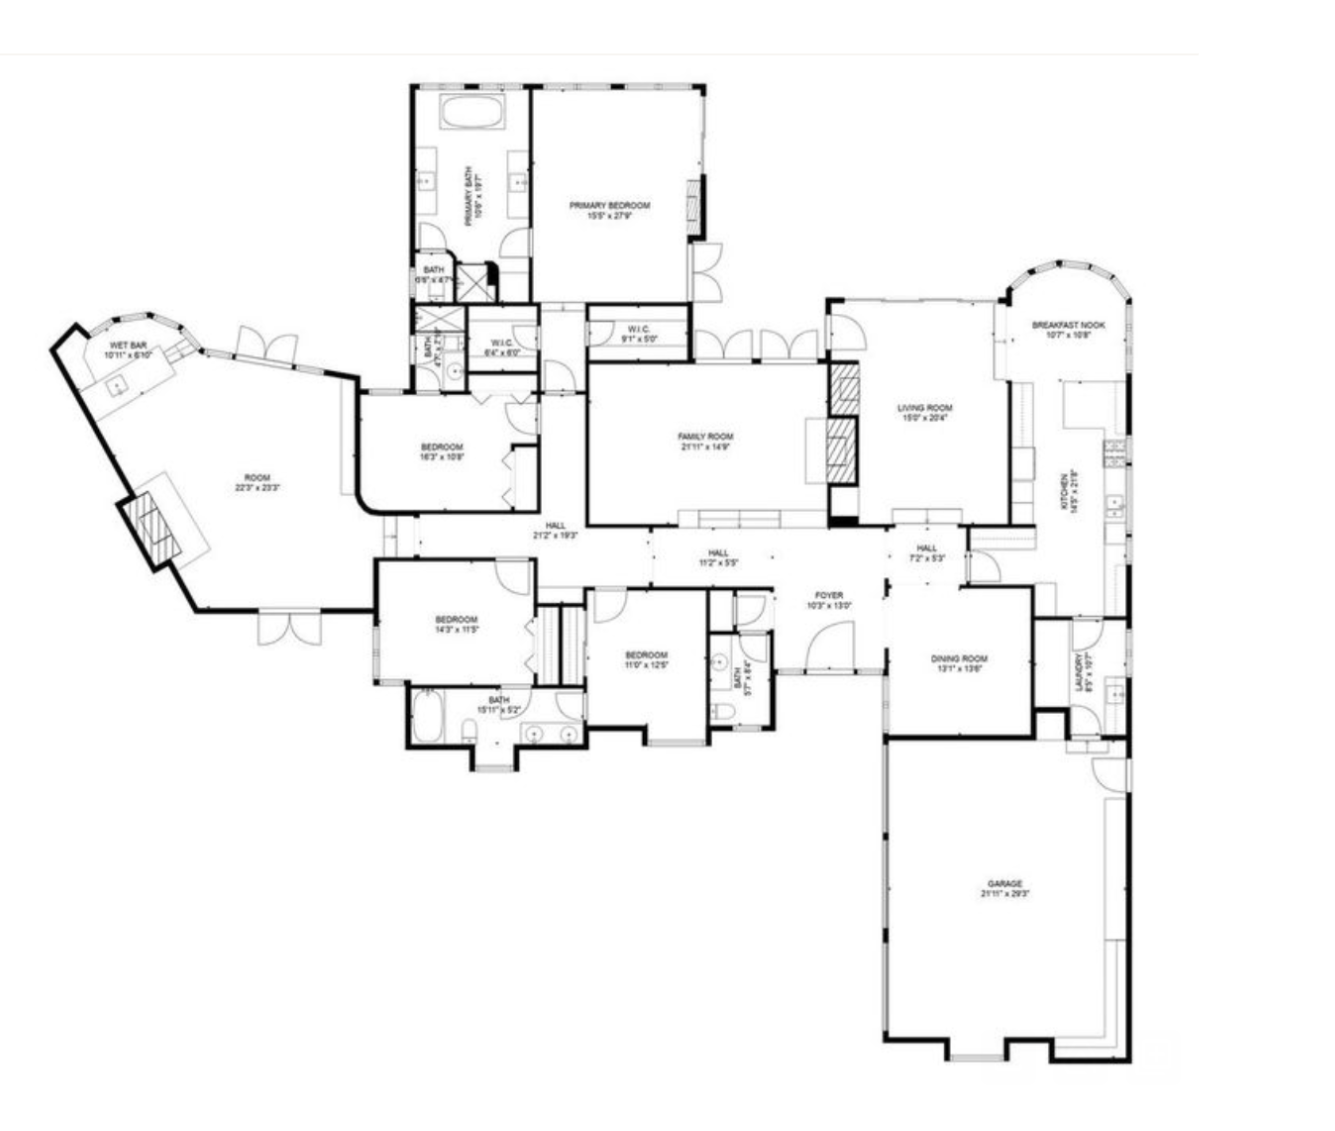 PRIMARY BATH
10'6" x 19'7"
PRIMARY BEDROOM
15'5" x 27'9"
BATH
5'6" x 4'7"
WET BAR
10'11" x 6'10"
BATH
W.I.C.
6'4" x 6'0"
W.I.C.
9'1" x 5'0"
BREAKFAST NOOK
10'7" x 10'8"
LIVING ROOM
15'0" x 20'4"
FAMILY ROOM
21'11" x 14'9"
BEDROOM
16'3" x 10'8"
ROOM
22'3" x 23'3"
KITCHEN
14'5" x 21'8"
HALL
21'2" x 19'3"
HALL
11'2" x 5'5"
HALL
7'2" x 5'3"
FOYER
10'3" x 13'0"
BEDROOM
14'3" x 11'5"
BEDROOM
11'0" x 12'5"
BATH
5'7" x 8'4"
DINING ROOM
13'1" x 13'6"
LAUNDRY
8'5" x 10'7"
BATH
15'11" x 5'2"
GARAGE
21'11" x 29'3"